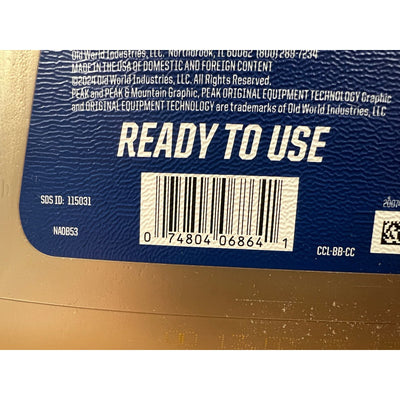 Old World Industries, LLC. Northbrook, IL 60062 (800) 289-7234
MADE IN THE USA OF DOMESTIC AND FOREIGN CONTENT
©2024 Old World Industries, LLC. All Rights Reserved.
PEAK and PEAK & Mountain Graphic, PEAK ORIGINAL EQUIPMENT TECHNOLOGY Graphic
and ORIGINAL EQUIPMENT TECHNOLOGY are trademarks of Old World Industries, LLC
READY TO USE
SDS ID: 115031
NA0B53
0 74804 06864 1
CCL-BB-CC